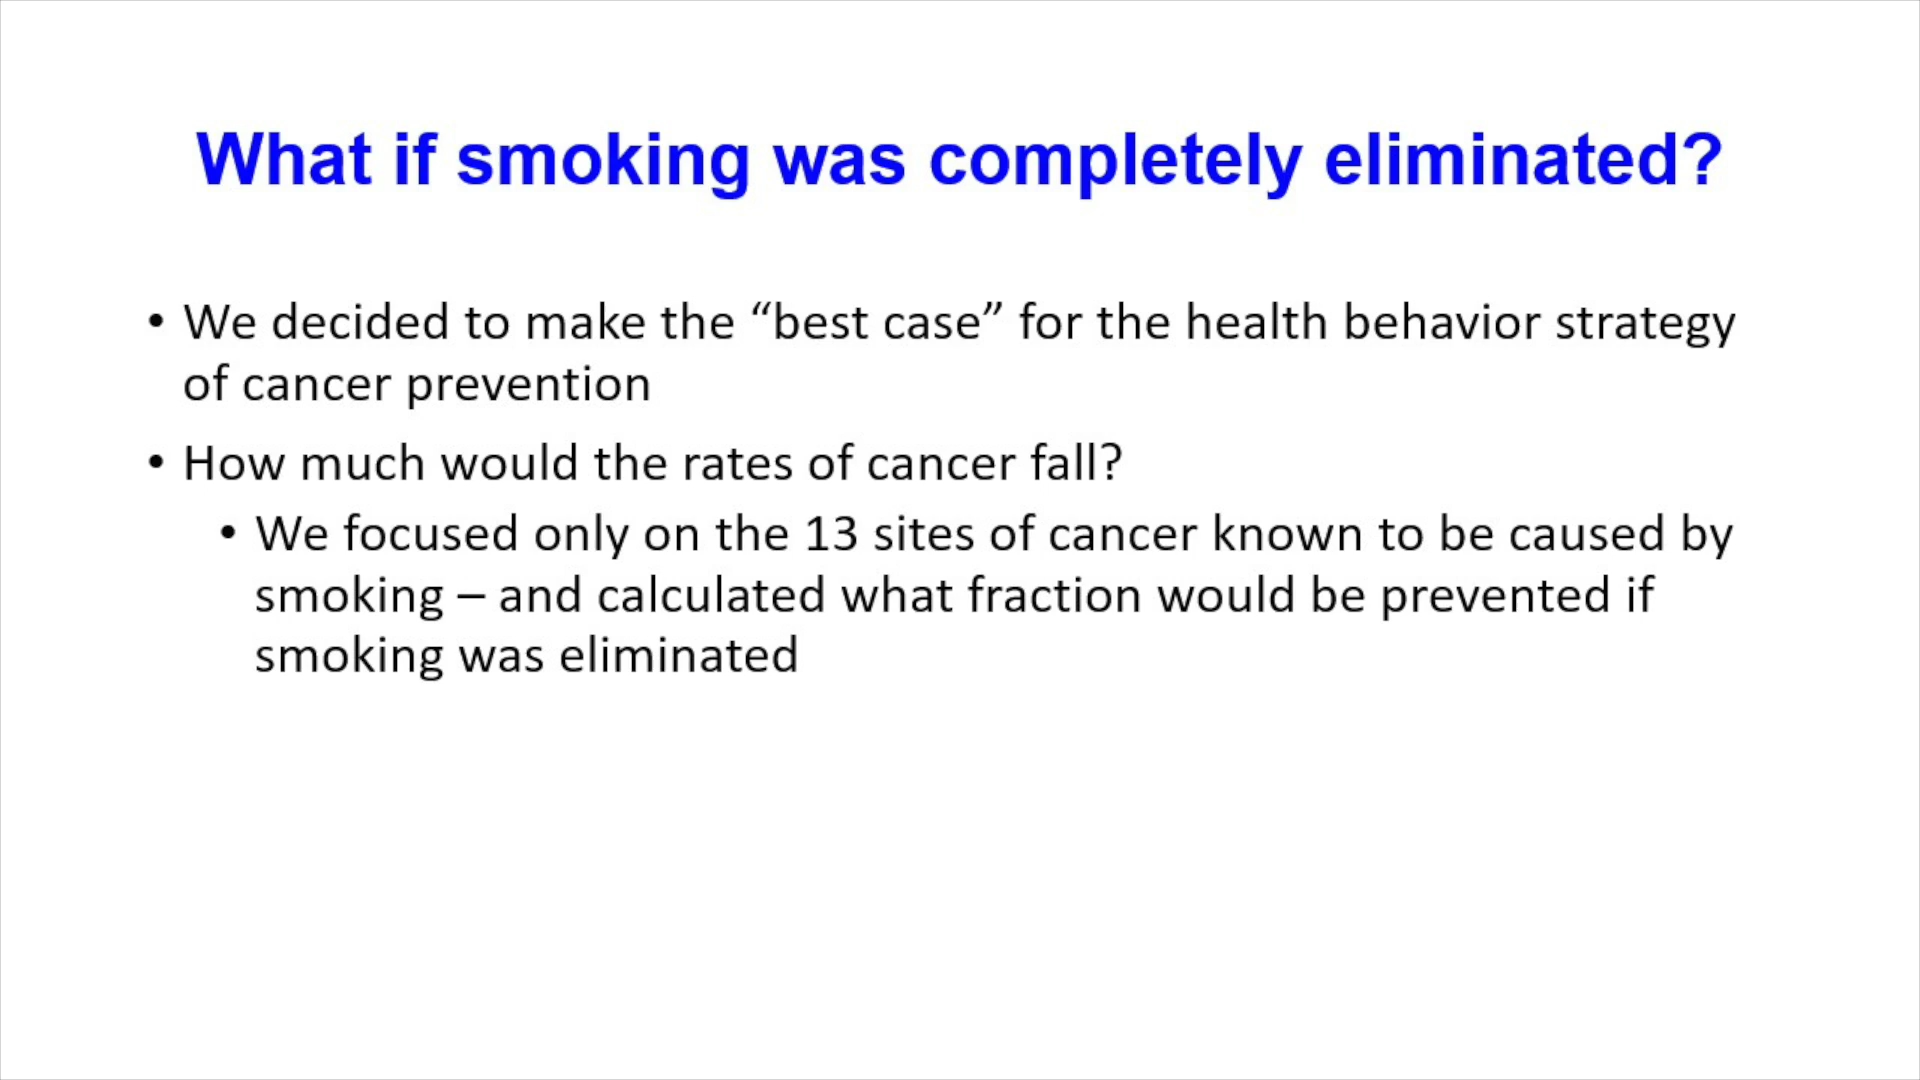 What if smoking was completely eliminated?
• We decided to make the “best case” for the health behavior strategy
of cancer prevention
• How much would the rates of cancer fall?
• We focused only on the 13 sites of cancer known to be caused by
smoking – and calculated what fraction would be prevented if
smoking was eliminated